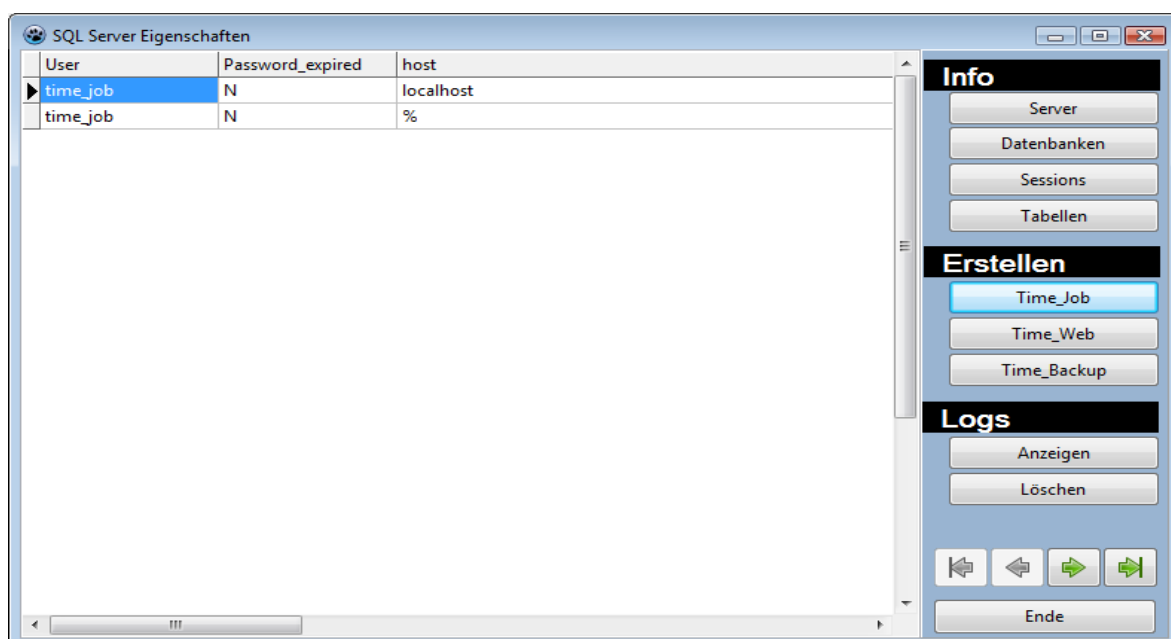 SQL Server Eigenschaften
User Password_expired host
time_job N localhost
time_job N %
Info
Server
Datenbanken
Sessions
Tabellen
Erstellen
Time_Job
Time_Web
Time_Backup
Logs
Anzeigen
Löschen
Ende